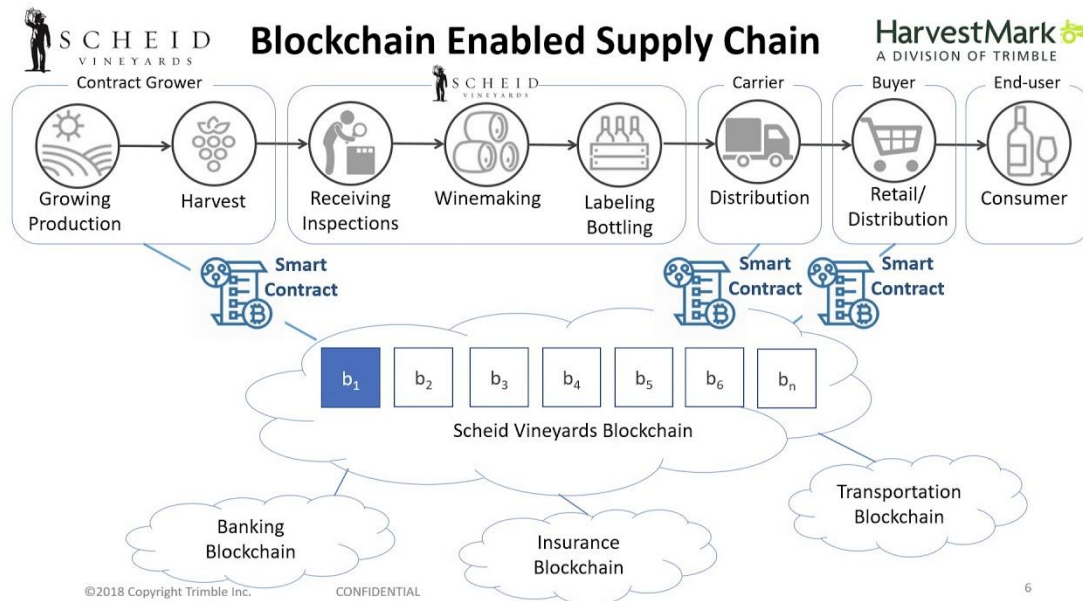 SCHEID
VINEYARDS
Blockchain Enabled Supply Chain
HarvestMark
A DIVISION OF TRIMBLE
Contract Grower
SCHEID
VINEYARDS
Carrier
Buyer
End-user
Growing
Production
Harvest
Receiving
Inspections
Winemaking
Labeling
Bottling
Distribution
Retail/
Distribution
Consumer
Smart
Contract
Smart
Contract
Smart
Contract
b1
b2
b3
b4
b5
b6
bn
Scheid Vineyards Blockchain
Banking
Blockchain
Insurance
Blockchain
Transportation
Blockchain
©2018 Copyright Trimble Inc.
CONFIDENTIAL
6